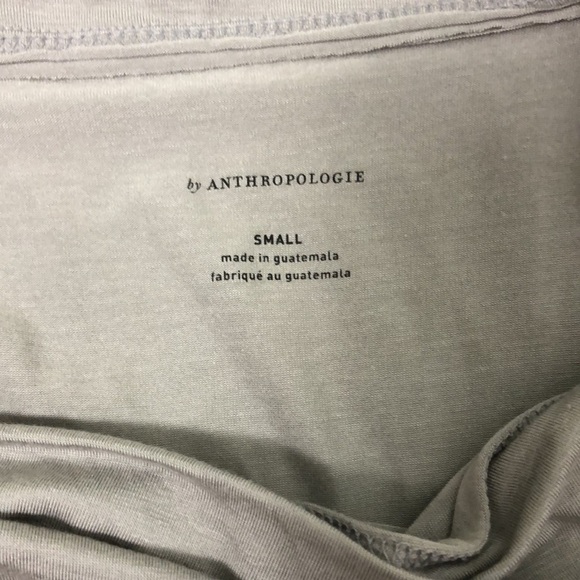 by ANTHROPOLOGIE
SMALL
made in guatemala
fabriqué au guatemala